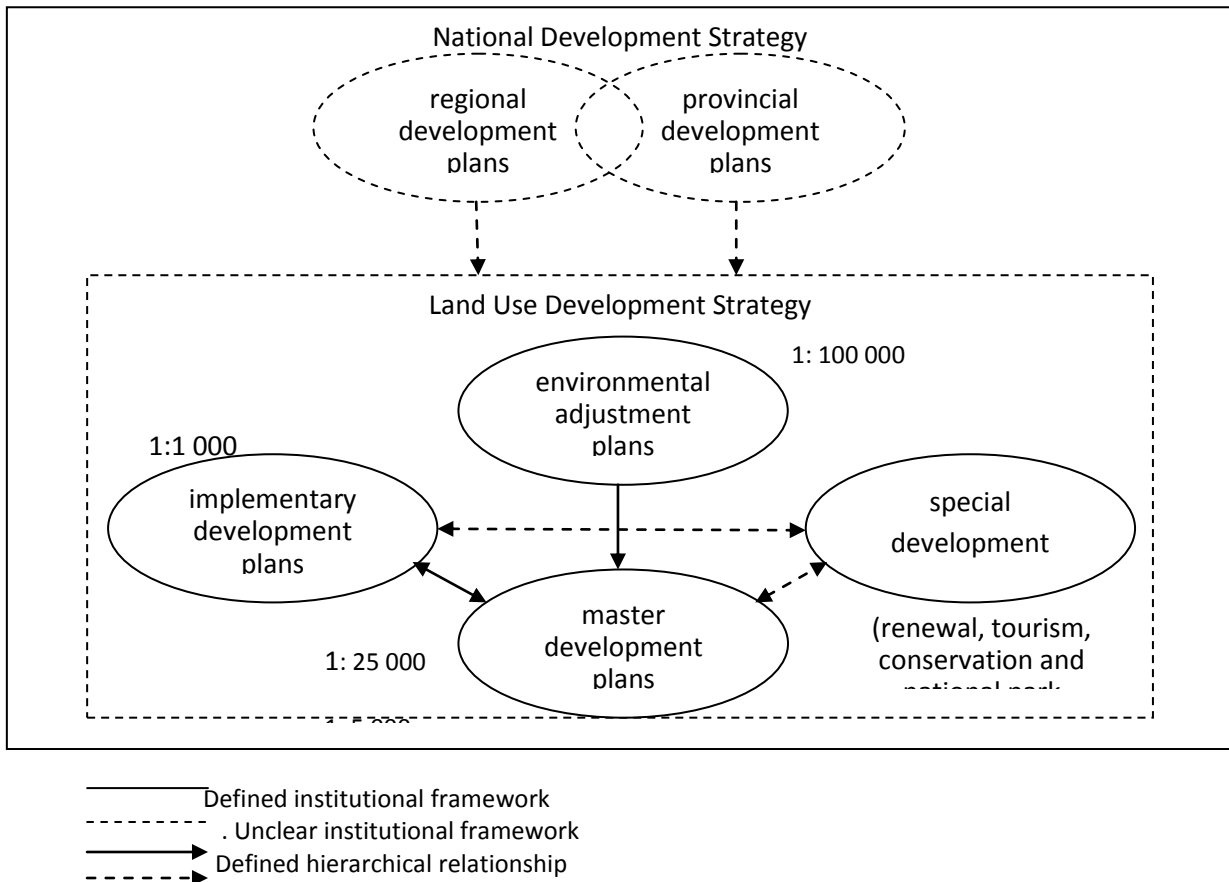 National Development Strategy
regional
development
plans
provincial
development
plans
Land Use Development Strategy
1: 100 000
environmental
adjustment
plans
1:1 000
implementary
development
plans
special
development
master
development
plans
1: 25 000
(renewal, tourism,
conservation and
national park
Defined institutional framework
. Unclear institutional framework
Defined hierarchical relationship